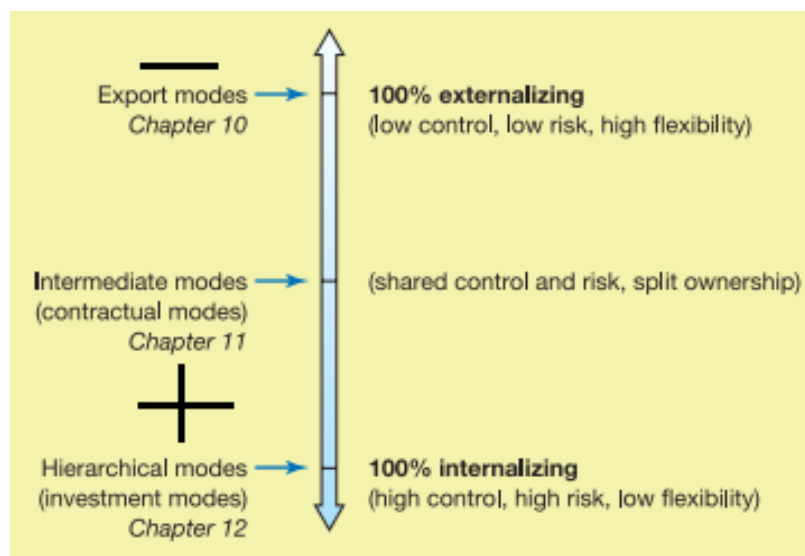 Export modes
Chapter 10
100% externalizing
(low control, low risk, high flexibility)
Intermediate modes
(contractual modes)
Chapter 11
(shared control and risk, split ownership)
Hierarchical modes
(investment modes)
Chapter 12
100% internalizing
(high control, high risk, low flexibility)